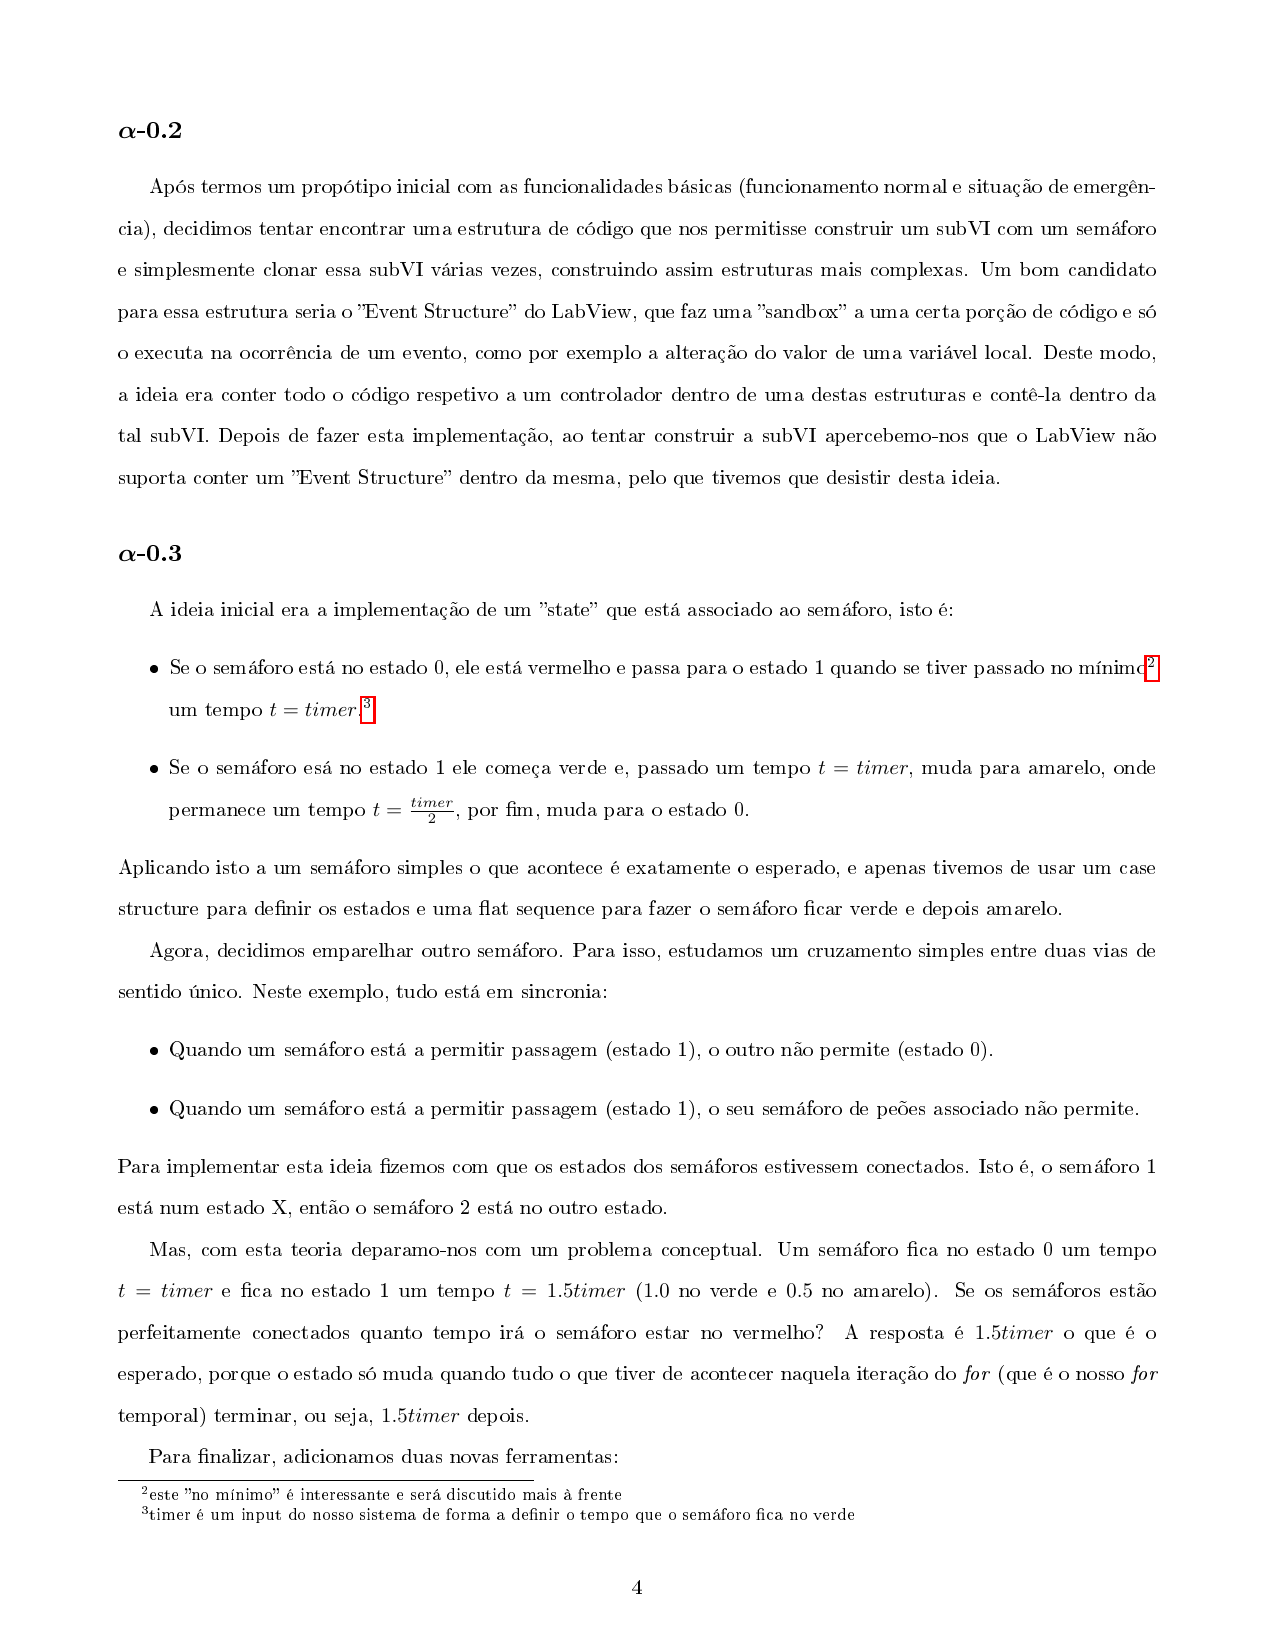 α-0.2
Após termos um propótipo inicial com as funcionalidades básicas (funcionamento normal e situação de emergên-
cia), decidimos tentar encontrar uma estrutura de código que nos permitisse construir um subVI com um semáforo
e simplesmente clonar essa subVI várias vezes, construindo assim estruturas mais complexas. Um bom candidato
para essa estrutura seria o ”Event Structure” do LabView, que faz uma ”sandbox” a uma certa porção de código e só
o executa na ocorrência de um evento, como por exemplo a alteração do valor de uma variável local. Deste modo,
a ideia era conter todo o código respetivo a um controlador dentro de uma destas estruturas e contê-la dentro da
tal subVI. Depois de fazer esta implementação, ao tentar construir a subVI apercebemo-nos que o LabView não
suporta conter um ”Event Structure” dentro da mesma, pelo que tivemos que desistir desta ideia.
α-0.3
A ideia inicial era a implementação de um ”state” que está associado ao semáforo, isto é:
• Se o semáforo está no estado 0, ele está vermelho e passa para o estado 1 quando se tiver passado no mínimo²
um tempo t = timer.³
• Se o semáforo esá no estado 1 ele começa verde e, passado um tempo t = timer, muda para amarelo, onde
permanece um tempo t = timer/2, por fim, muda para o estado 0.
Aplicando isto a um semáforo simples o que acontece é exatamente o esperado, e apenas tivemos de usar um case
structure para definir os estados e uma flat sequence para fazer o semáforo ficar verde e depois amarelo.
Agora, decidimos emparelhar outro semáforo. Para isso, estudamos um cruzamento simples entre duas vias de
sentido único. Neste exemplo, tudo está em sincronia:
• Quando um semáforo está a permitir passagem (estado 1), o outro não permite (estado 0).
• Quando um semáforo está a permitir passagem (estado 1), o seu semáforo de peões associado não permite.
Para implementar esta ideia fizemos com que os estados dos semáforos estivessem conectados. Isto é, o semáforo 1
está num estado X, então o semáforo 2 está no outro estado.
Mas, com esta teoria deparamo-nos com um problema conceptual. Um semáforo fica no estado 0 um tempo
t = timer e fica no estado 1 um tempo t = 1.5timer (1.0 no verde e 0.5 no amarelo). Se os semáforos estão
perfeitamente conectados quanto tempo irá o semáforo estar no vermelho? A resposta é 1.5timer o que é o
esperado, porque o estado só muda quando tudo o que tiver de acontecer naquela iteração do for (que é o nosso for
temporal) terminar, ou seja, 1.5timer depois.
Para finalizar, adicionamos duas novas ferramentas:
²este ”no mínimo” é interessante e será discutido mais à frente
³timer é um input do nosso sistema de forma a definir o tempo que o semáforo fica no verde
4